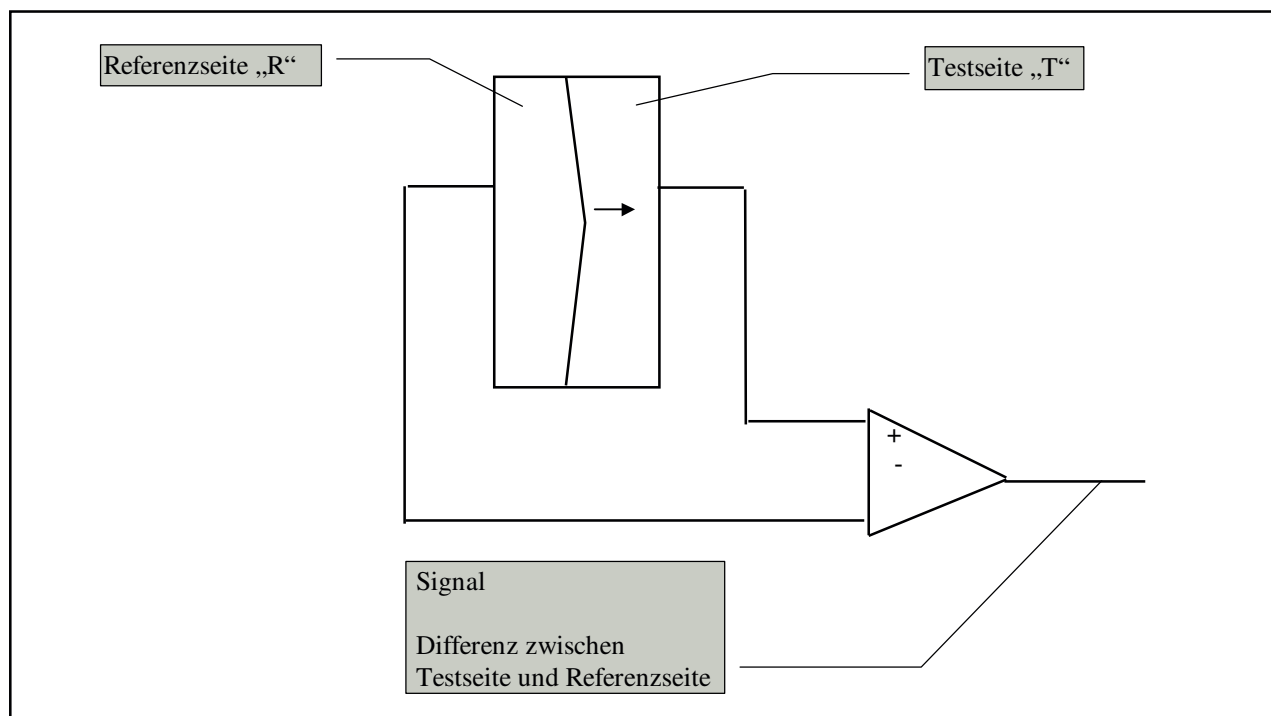 Referenzseite „R“
Testseite „T“
+
-
Signal
Differenz zwischen
Testseite und Referenzseite